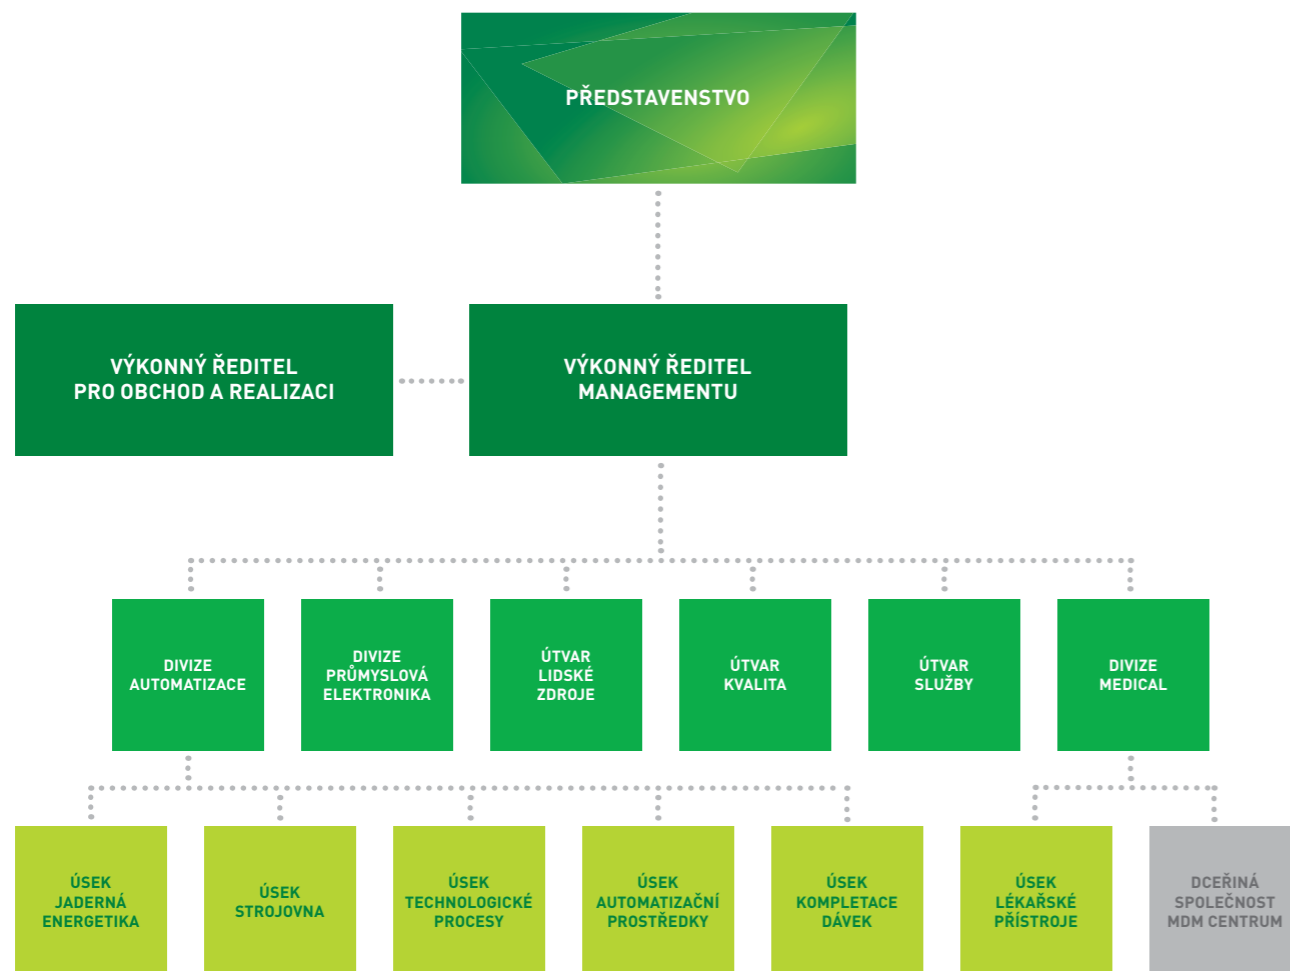 PŘEDSTAVENSTVO
VÝKONNÝ ŘEDITEL
PRO OBCHOD A REALIZACI
VÝKONNÝ ŘEDITEL
MANAGEMENTU
DIVIZE
AUTOMATIZACE
DIVIZE
PRŮMYSLOVÁ
ELEKTRONIKA
ÚTVAR
LIDSKÉ
ZDROJE
ÚTVAR
KVALITA
ÚTVAR
SLUŽBY
DIVIZE
MEDICAL
ÚSEK
JADERNÁ
ENERGETIKA
ÚSEK
STROJOVNA
ÚSEK
TECHNOLOGICKÉ
PROCESY
ÚSEK
AUTOMATIZAČNÍ
PROSTŘEDKY
ÚSEK
KOMPLETACE
DÁVEK
ÚSEK
LÉKAŘSKÉ
PŘÍSTROJE
DCEŘINÁ
SPOLEČNOST
MDM CENTRUM